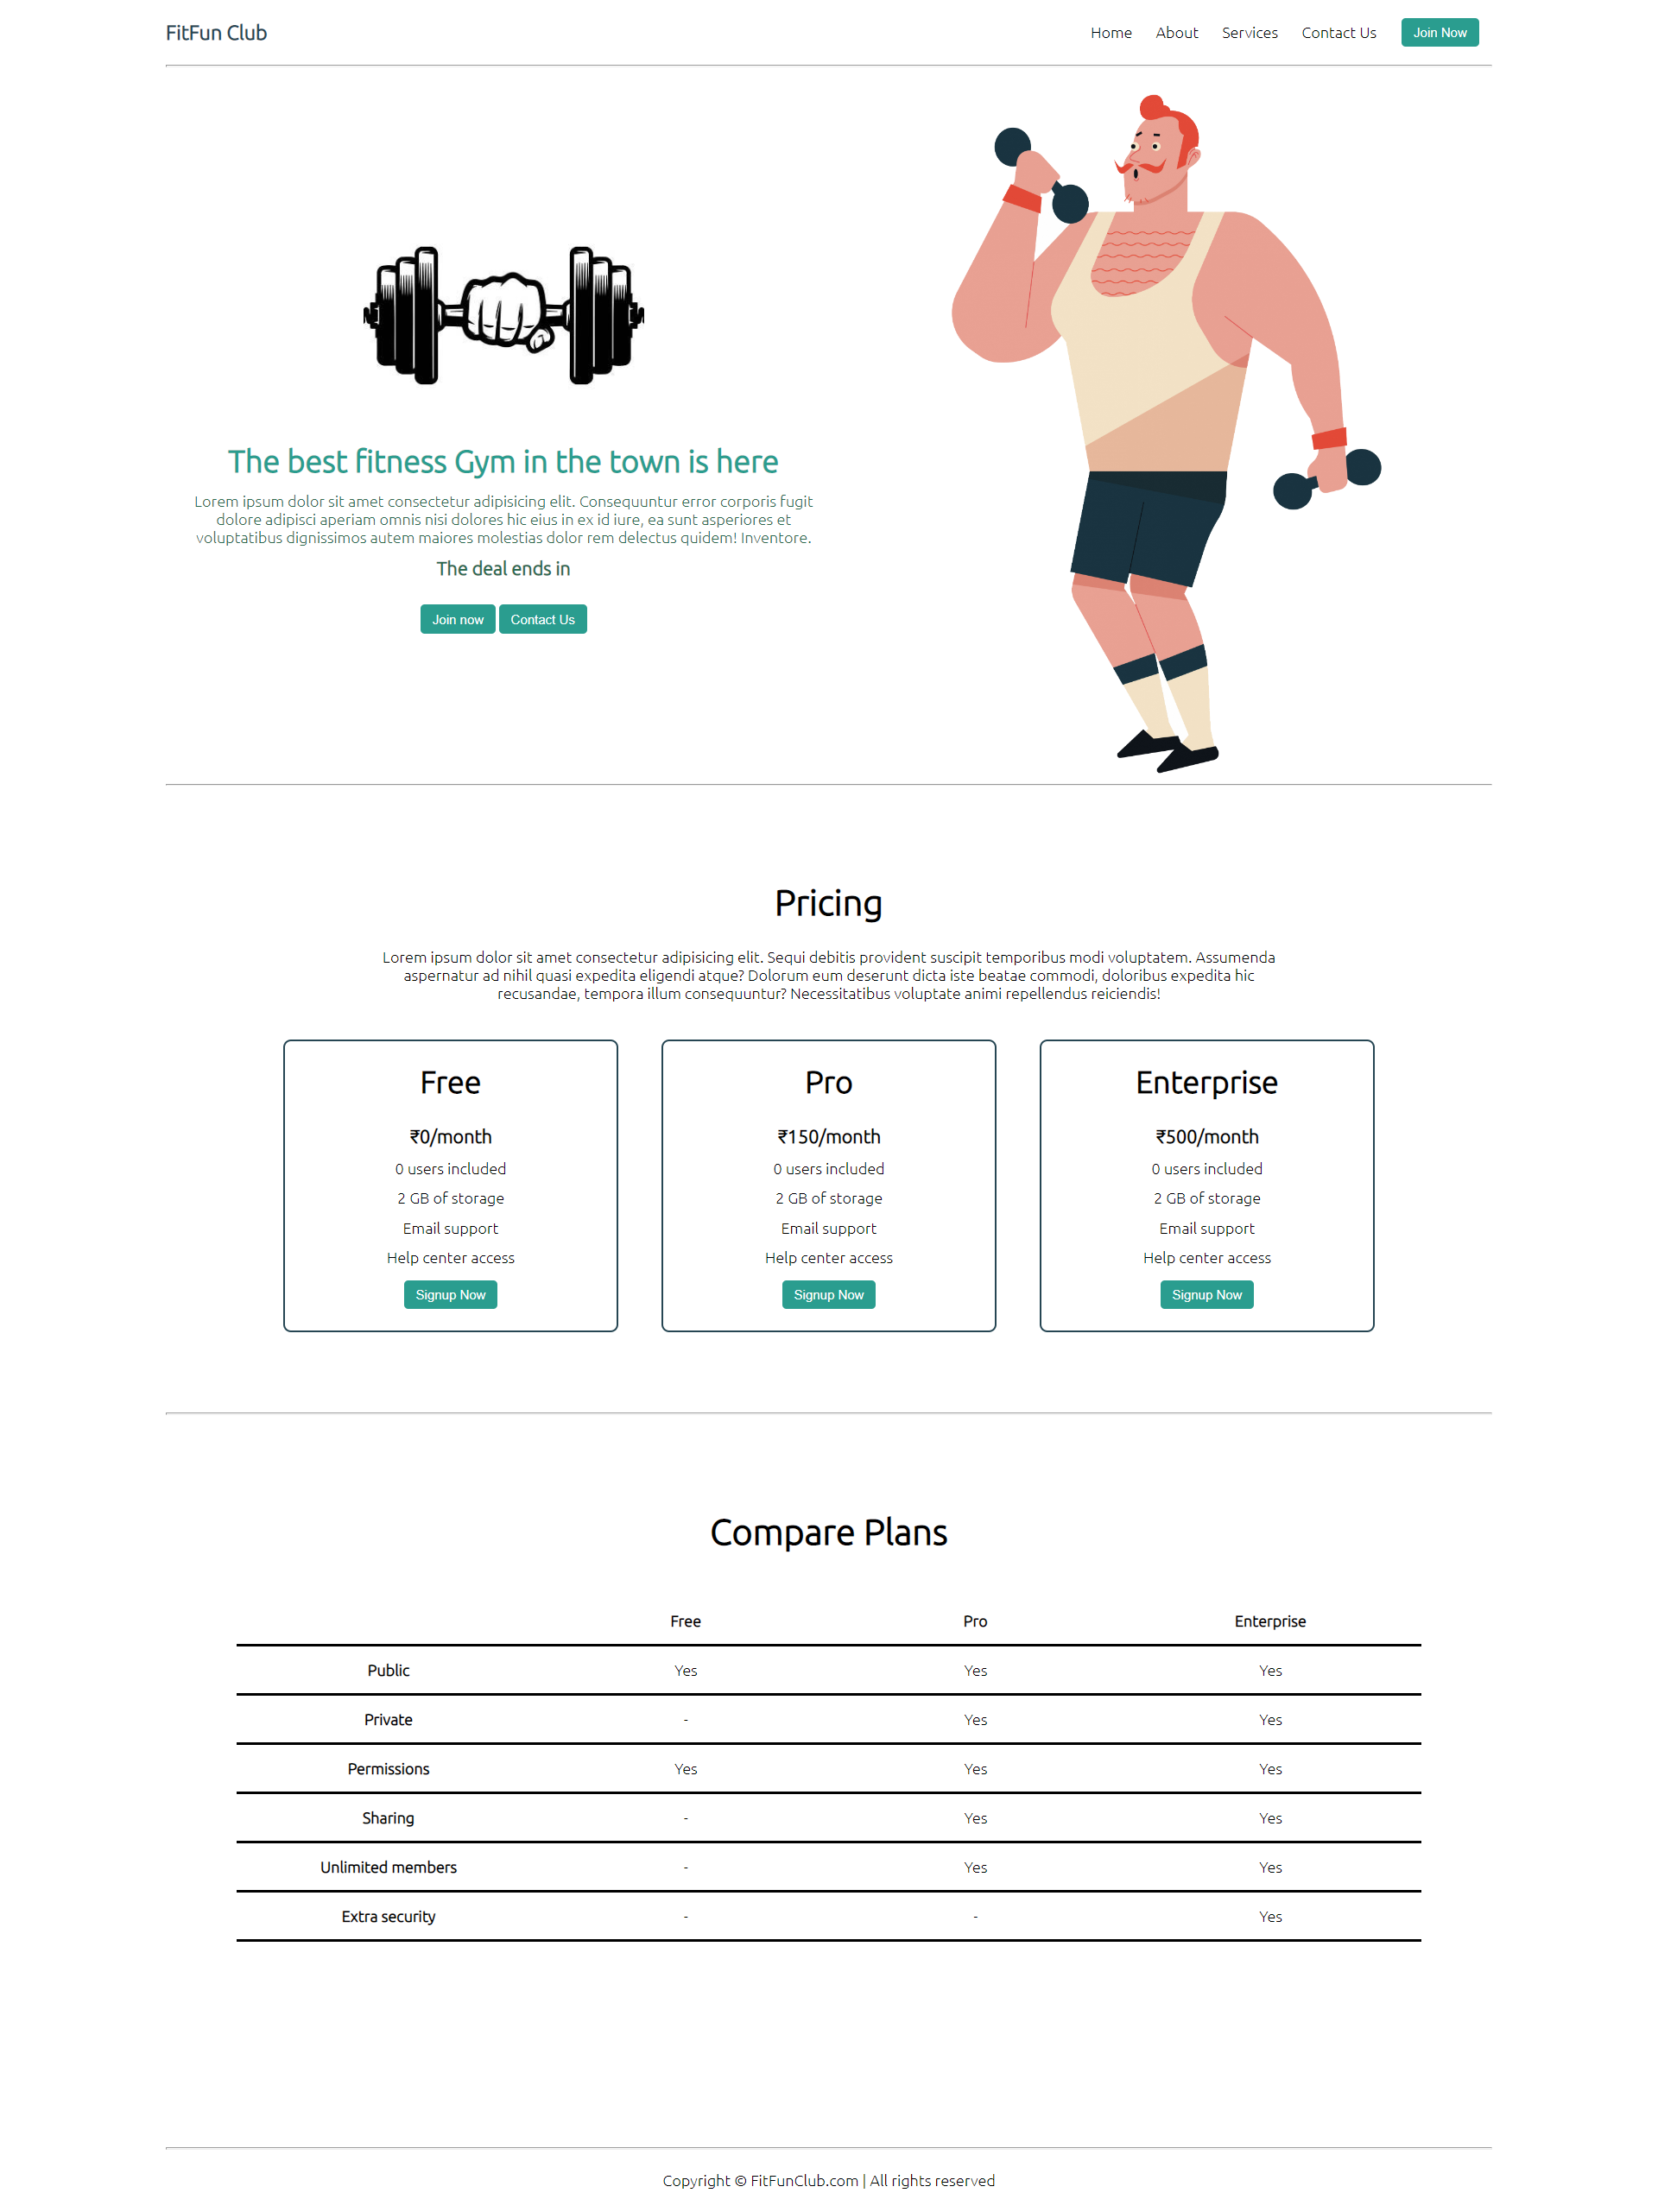 FitFun Club
Home About Services Contact Us Join Now
The best fitness Gym in the town is here
Lorem ipsum dolor sit amet consectetur adipisicing elit. Consequuntur error corporis fugit
dolore adipisci aperiam omnis nisi dolores hic eius in ex id iure, ea sunt asperiores et
voluptatibus dignissimos autem maiores molestias dolor rem delectus quidem! Inventore.
The deal ends in
Join now Contact Us
Pricing
Lorem ipsum dolor sit amet consectetur adipisicing elit. Sequi debitis provident suscipit temporibus modi voluptatem. Assumenda
aspernatur ad nihil quasi expedita eligendi atque? Dolorum eum deserunt dicta iste beatae commodi, doloribus expedita hic
recusandae, tempora illum consequuntur? Necessitatibus voluptate animi repellendus reiciendis!
Free
₹0/month
0 users included
2 GB of storage
Email support
Help center access
Signup Now
Pro
₹150/month
0 users included
2 GB of storage
Email support
Help center access
Signup Now
Enterprise
₹500/month
0 users included
2 GB of storage
Email support
Help center access
Signup Now
Compare Plans
Free Pro Enterprise
Public Yes Yes Yes
Private - Yes Yes
Permissions Yes Yes Yes
Sharing - Yes Yes
Unlimited members - Yes Yes
Extra security - - Yes
Copyright © FitFunClub.com | All rights reserved